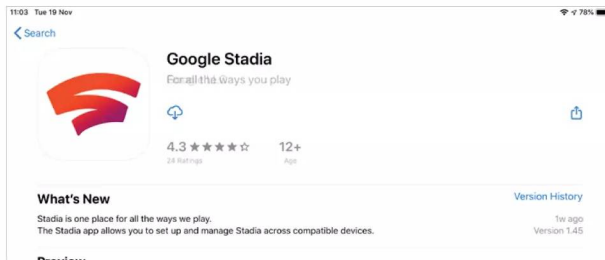 11:03 Tue 19 Nov
78%
Search
Google Stadia
For all the ways you play
4.3 ★★★★☆
12+
24 Ratings
Age
What's New
Version History
Stadia is one place for all the ways we play.
1w ago
The Stadia app allows you to set up and manage Stadia across compatible devices.
Version 1.45